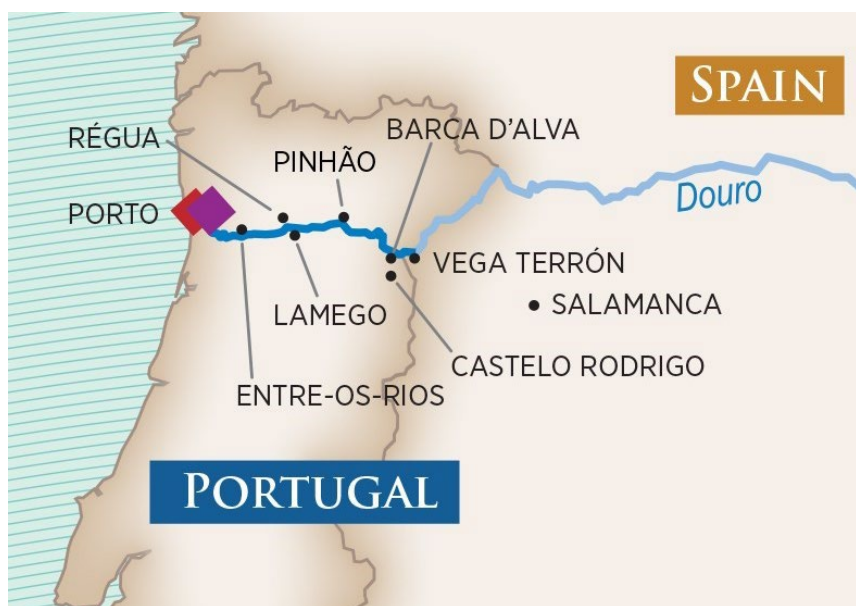 SPAIN
BARCA D'ALVA
RÉGUA
PINHÃO
Douro
PORTO
VEGA TERRÓN
SALAMANCA
LAMEGO
CASTELO RODRIGO
ENTRE-OS-RIOS
PORTUGAL